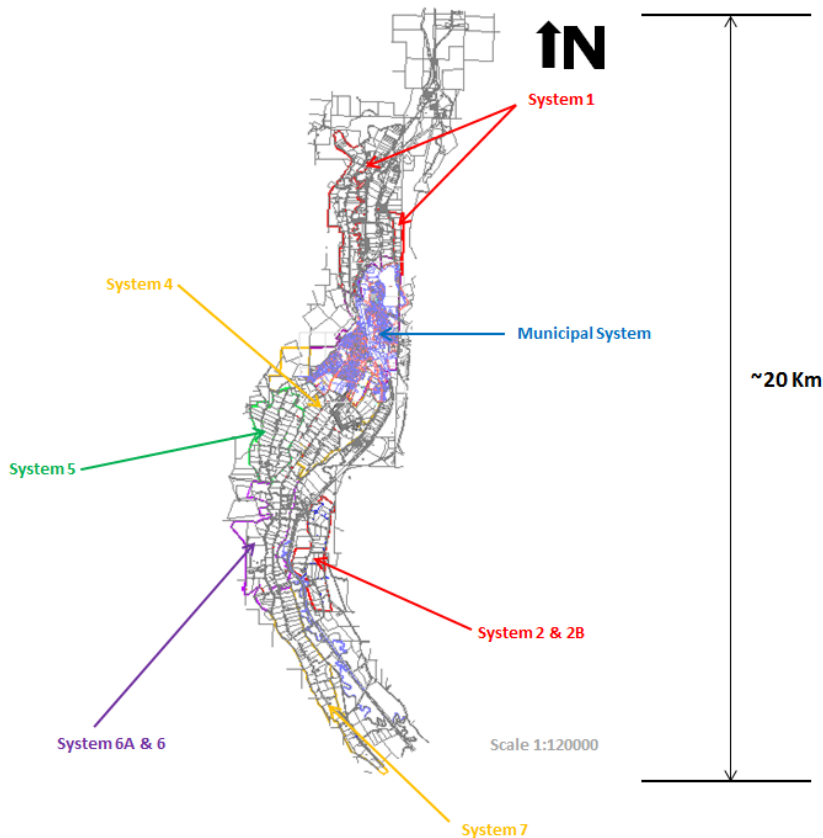 N
System 1
System 4
Municipal System
~20 Km
System 5
System 2 & 2B
System 6A & 6
Scale 1:120000
System 7